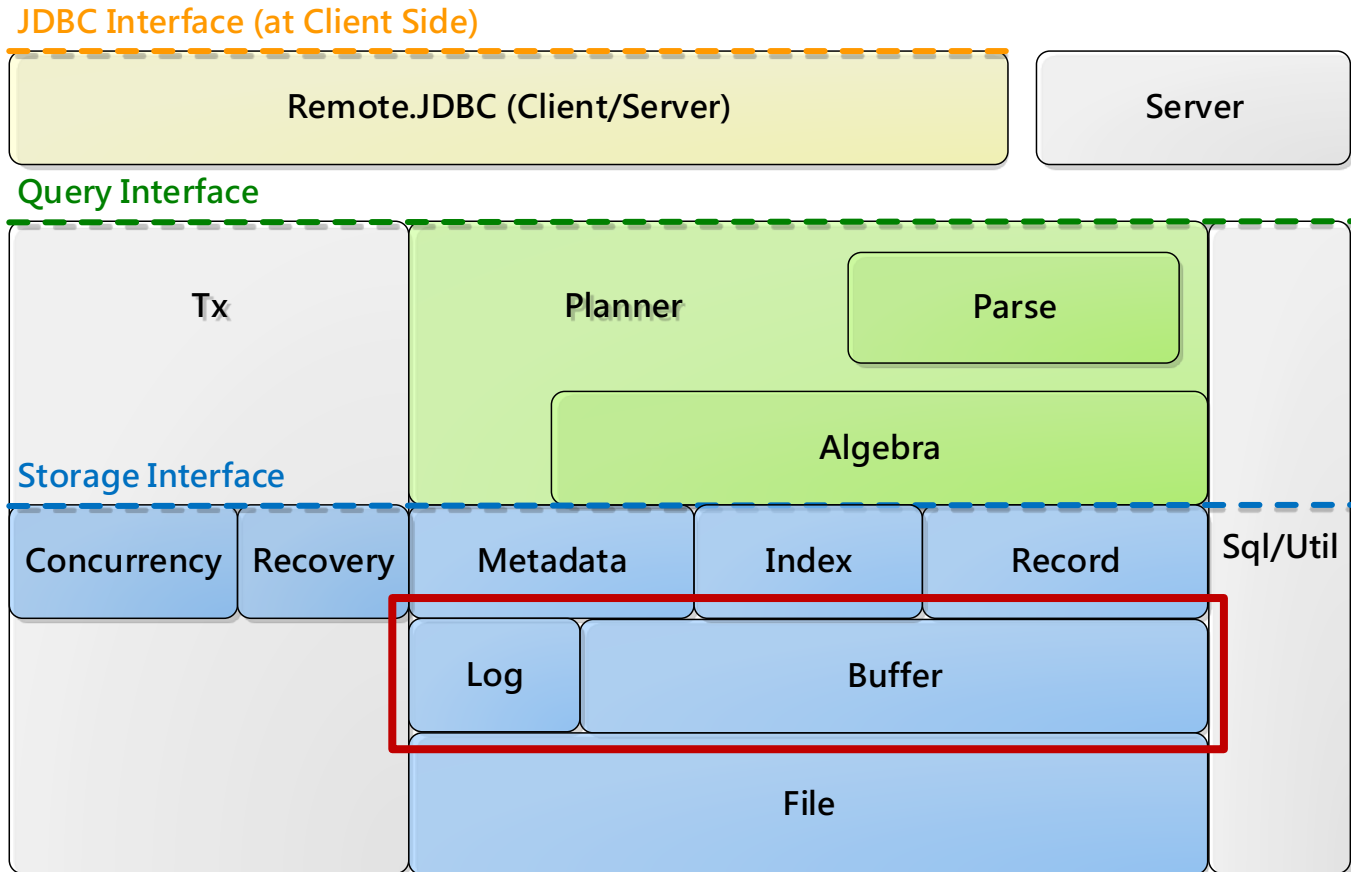 JDBC Interface (at Client Side)
Remote.JDBC (Client/Server)
Server
Query Interface
Tx
Planner
Parse
Algebra
Storage Interface
Concurrency
Recovery
Metadata
Index
Record
Sql/Util
Log
Buffer
File